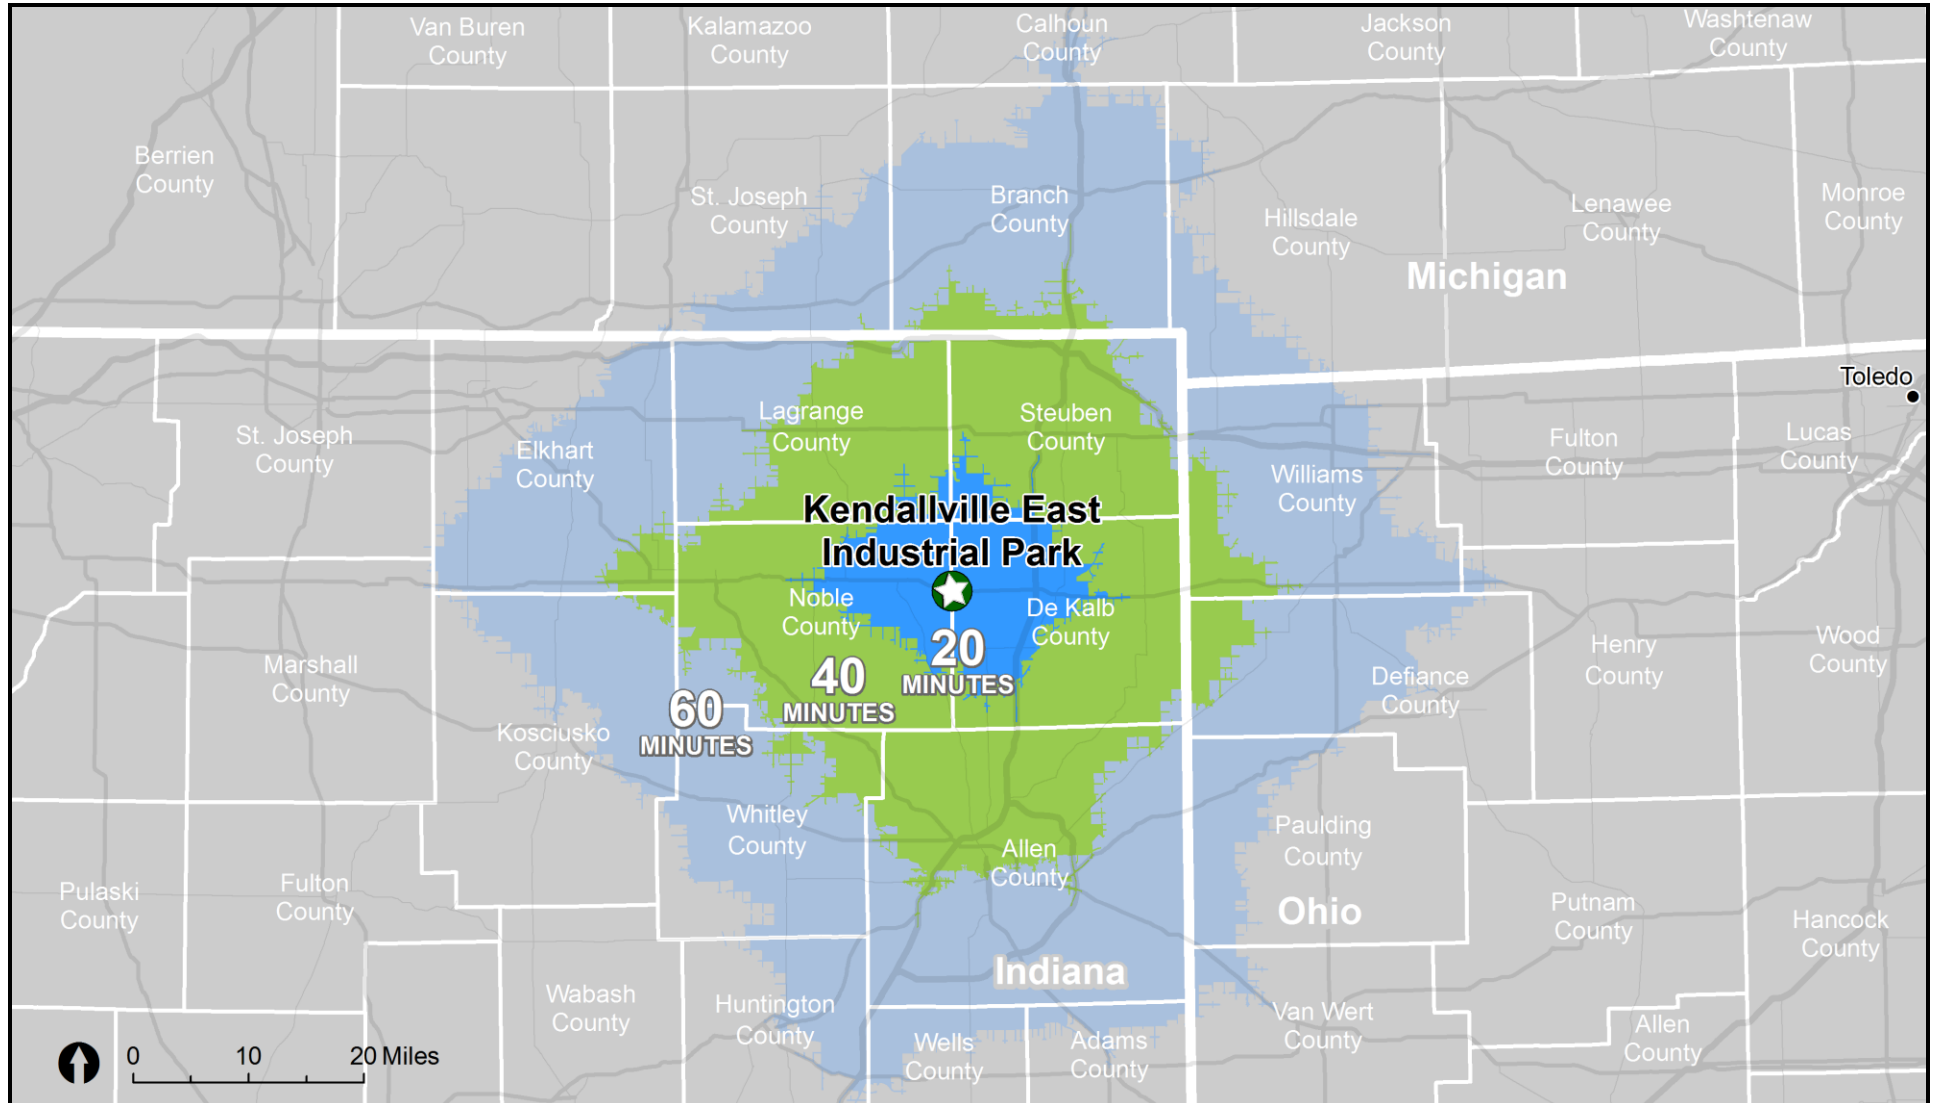 Van Buren
County
Kalamazoo
County
Calhoun
County
Jackson
County
Washtenaw
County
Berrien
County
St. Joseph
County
Branch
County
Hillsdale
County
Lenawee
County
Monroe
County
Michigan
Toledo
St. Joseph
County
Elkhart
County
Lagrange
County
Steuben
County
Williams
County
Fulton
County
Lucas
County
Kendallville East
Industrial Park
Noble
County
De Kalb
County
20
MINUTES
40
MINUTES
60
MINUTES
Marshall
County
Kosciusko
County
Defiance
County
Henry
County
Wood
County
Whitley
County
Allen
County
Paulding
County
Pulaski
County
Fulton
County
Ohio
Putnam
County
Hancock
County
Indiana
Wabash
County
Huntington
County
Wells
County
Adams
County
Van Wert
County
Allen
County
0 10 20 Miles